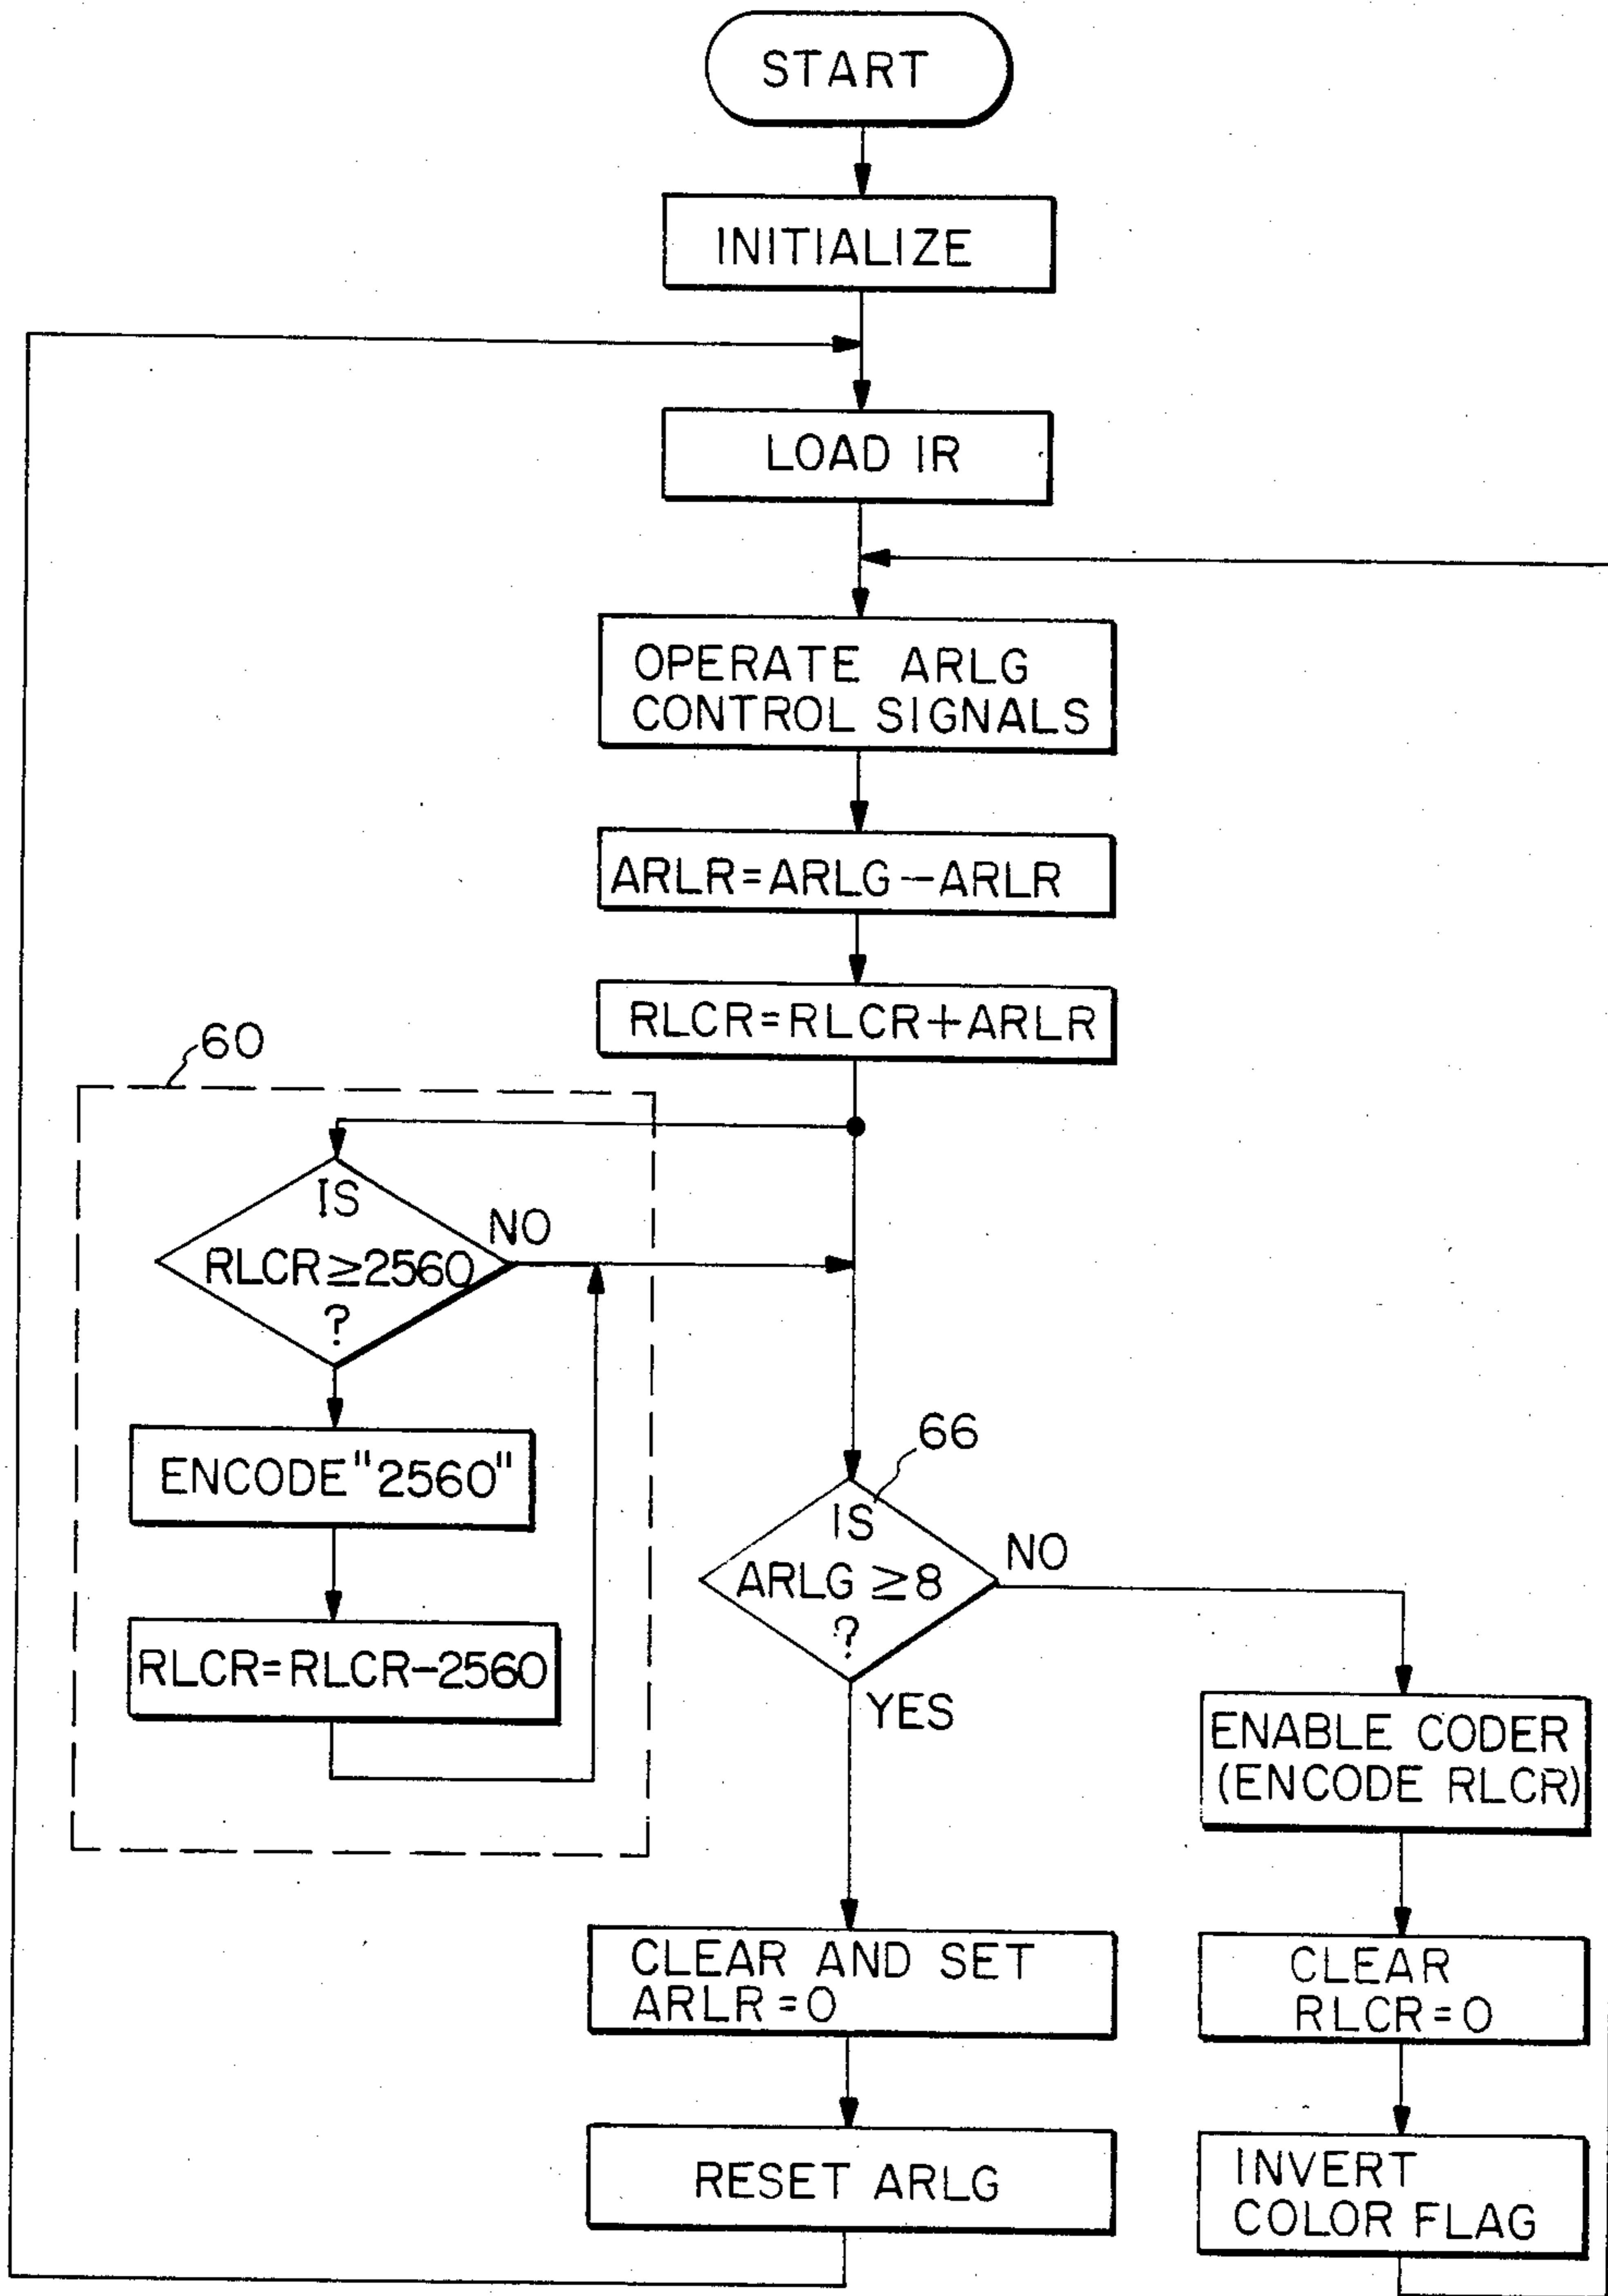 START
INITIALIZE
LOAD IR
OPERATE ARLG
CONTROL SIGNALS
ARLR=ARLG-ARLR
RLCR=RLCR+ARLR
60
IS
RLCR≥2560
?
NO
ENCODE "2560"
RLCR=RLCR-2560
66
IS
ARLG ≥8
?
NO
YES
ENABLE CODER
(ENCODE RLCR)
CLEAR AND SET
ARLR=0
CLEAR
RLCR=0
RESET ARLG
INVERT
COLOR FLAG